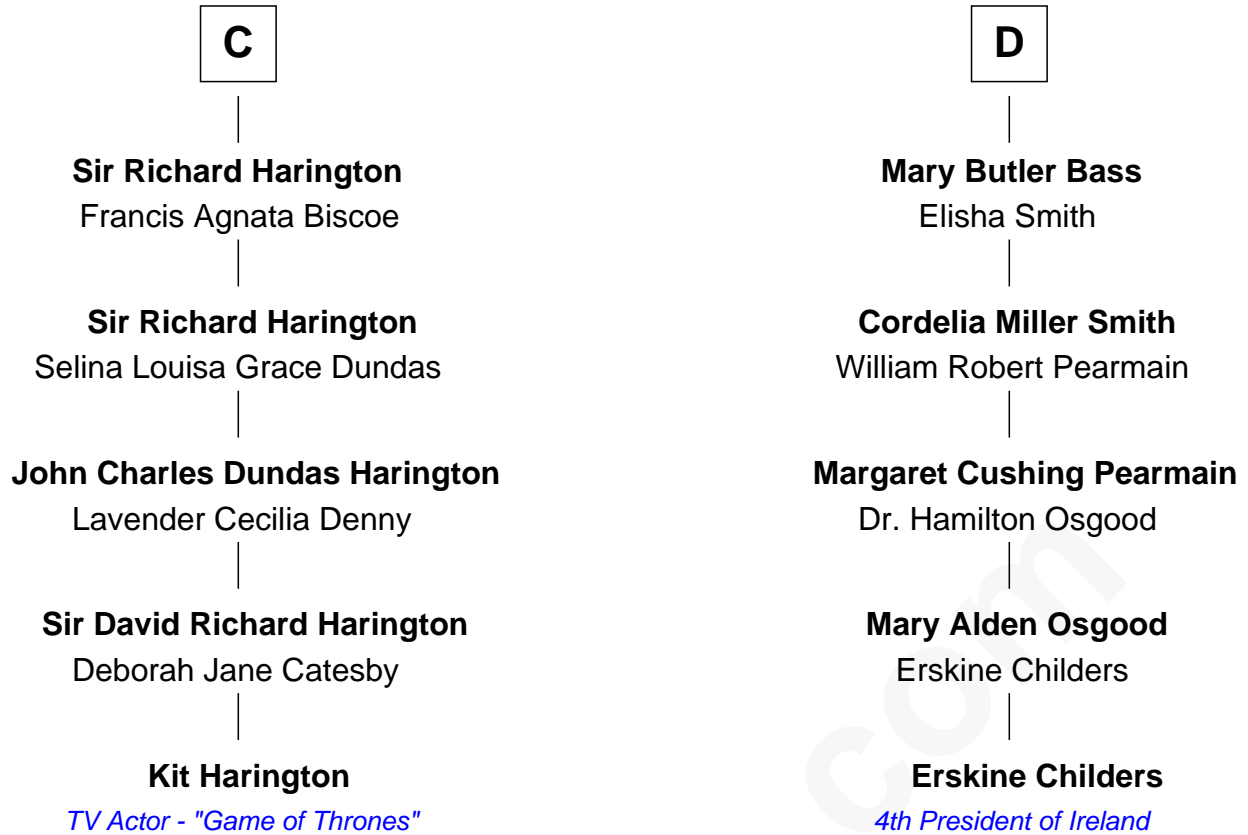 C
Sir Richard Harington
Francis Agnata Biscoe
Sir Richard Harington
Selina Louisa Grace Dundas
John Charles Dundas Harington
Lavender Cecilia Denny
Sir David Richard Harington
Deborah Jane Catesby
Kit Harington
TV Actor - "Game of Thrones"
D
Mary Butler Bass
Elisha Smith
Cordelia Miller Smith
William Robert Pearmain
Margaret Cushing Pearmain
Dr. Hamilton Osgood
Mary Alden Osgood
Erskine Childers
Erskine Childers
4th President of Ireland
com